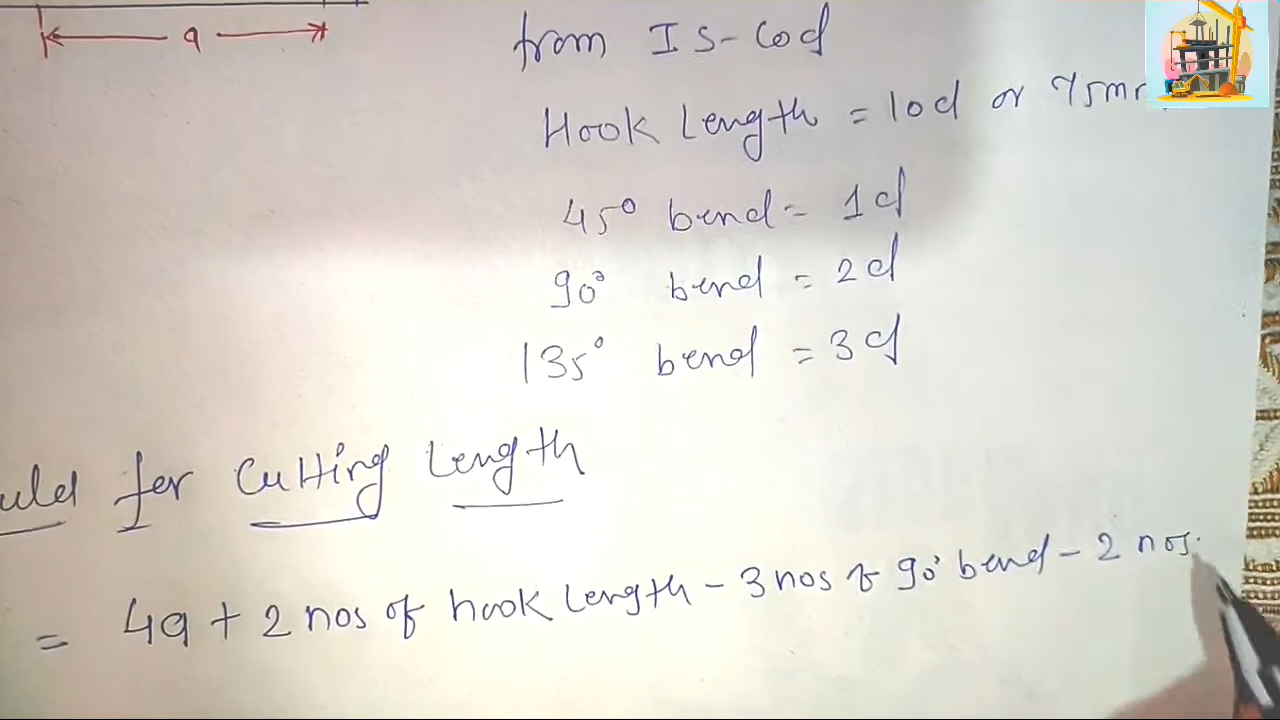 a
from IS-Cod
Hook Length = 10d or 75m
45° bend = 1d
90° bend = 2d
135° bend = 3d
for Cutting Length
= 4a + 2 nos of hook Length - 3 nos of 90° bend - 2 nos.